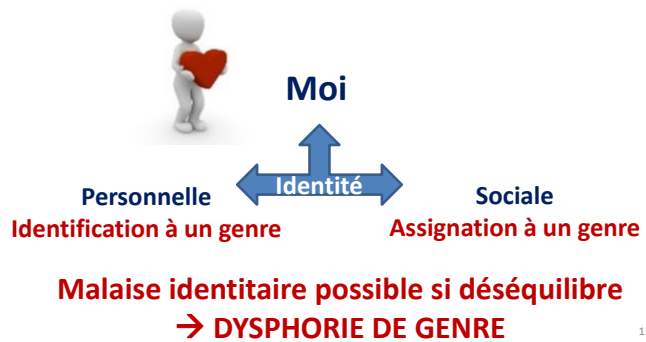 Moi
Identité
Personnelle
Identification à un genre
Sociale
Assignation à un genre
Malaise identitaire possible si déséquilibre
→ DYSPHORIE DE GENRE